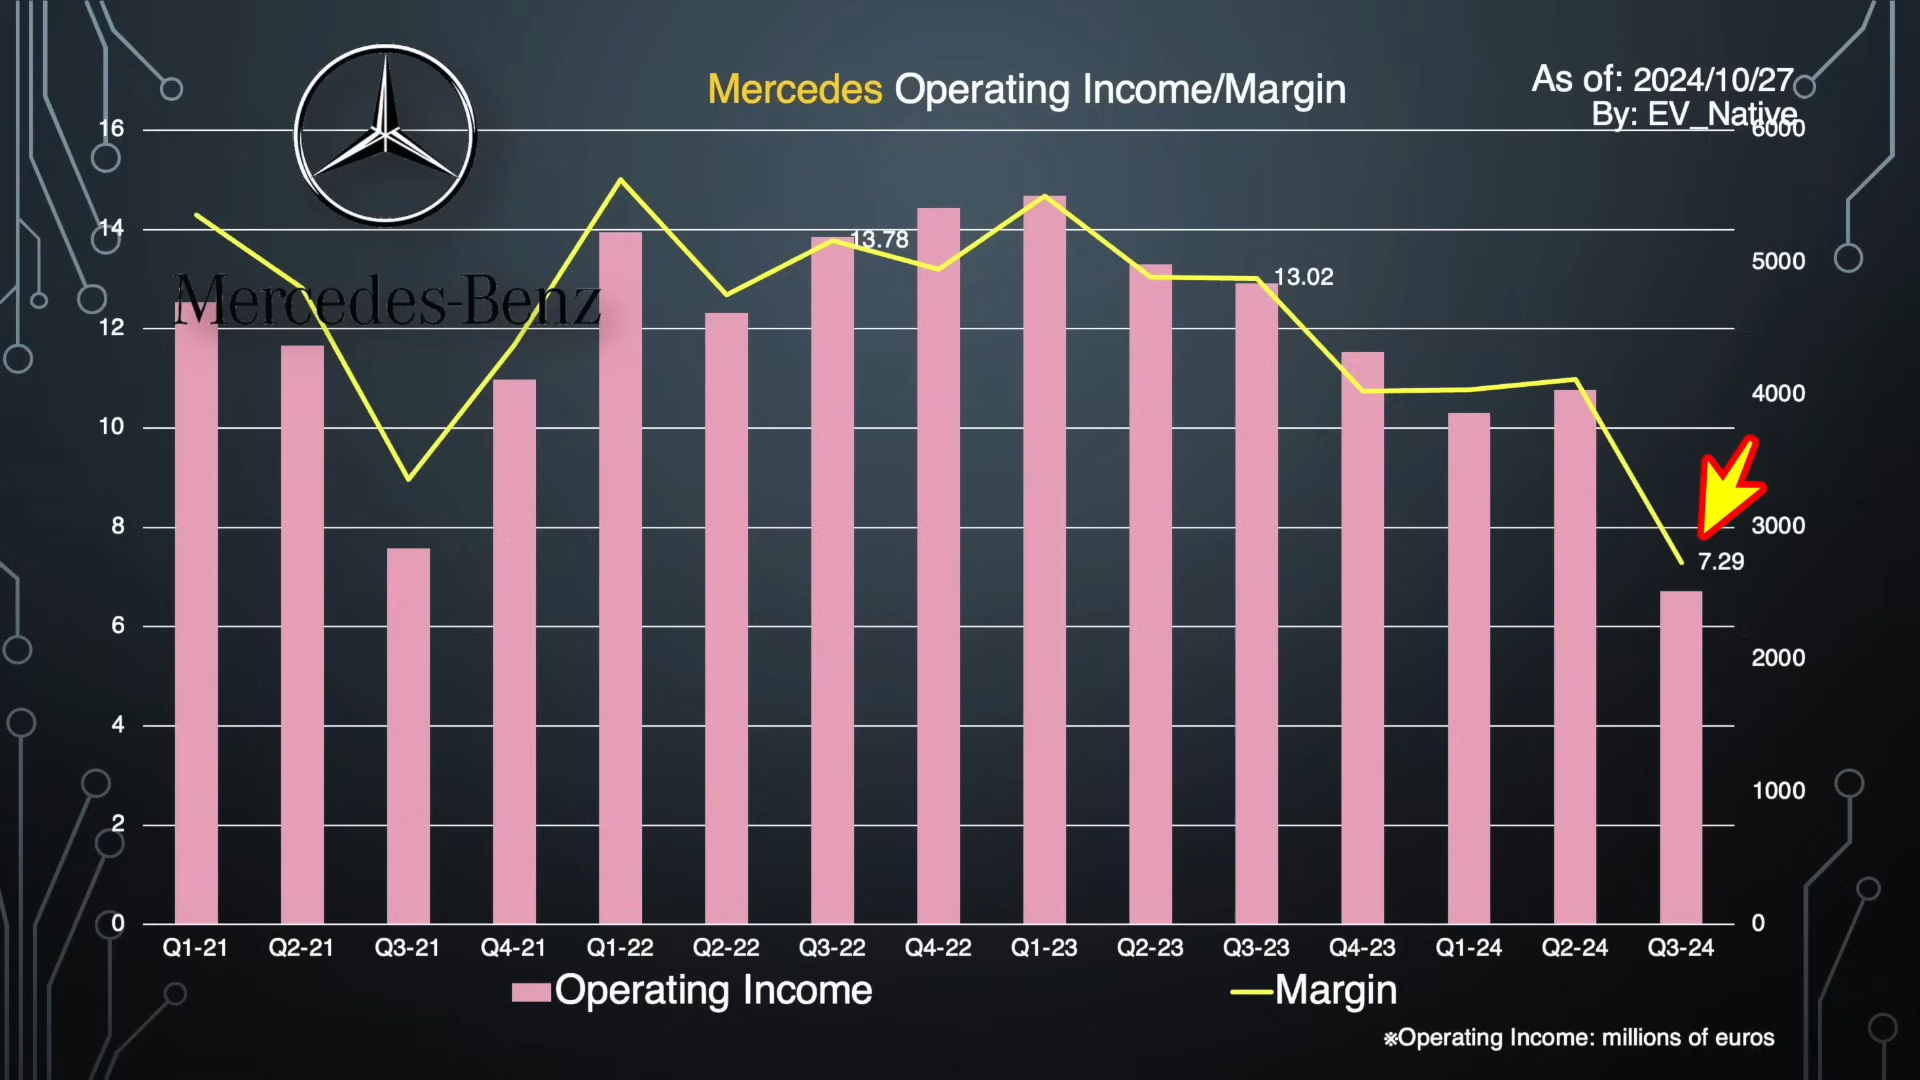 Mercedes Operating Income/Margin
As of: 2024/10/27
By: EV_Native
Mercedes-Benz
16
14
12
10
8
6
4
2
0
6000
5000
4000
3000
2000
1000
0
13.78
13.02
7.29
Q1-21 Q2-21 Q3-21 Q4-21 Q1-22 Q2-22 Q3-22 Q4-22 Q1-23 Q2-23 Q3-23 Q4-23 Q1-24 Q2-24 Q3-24
Operating Income Margin
※Operating Income: millions of euros